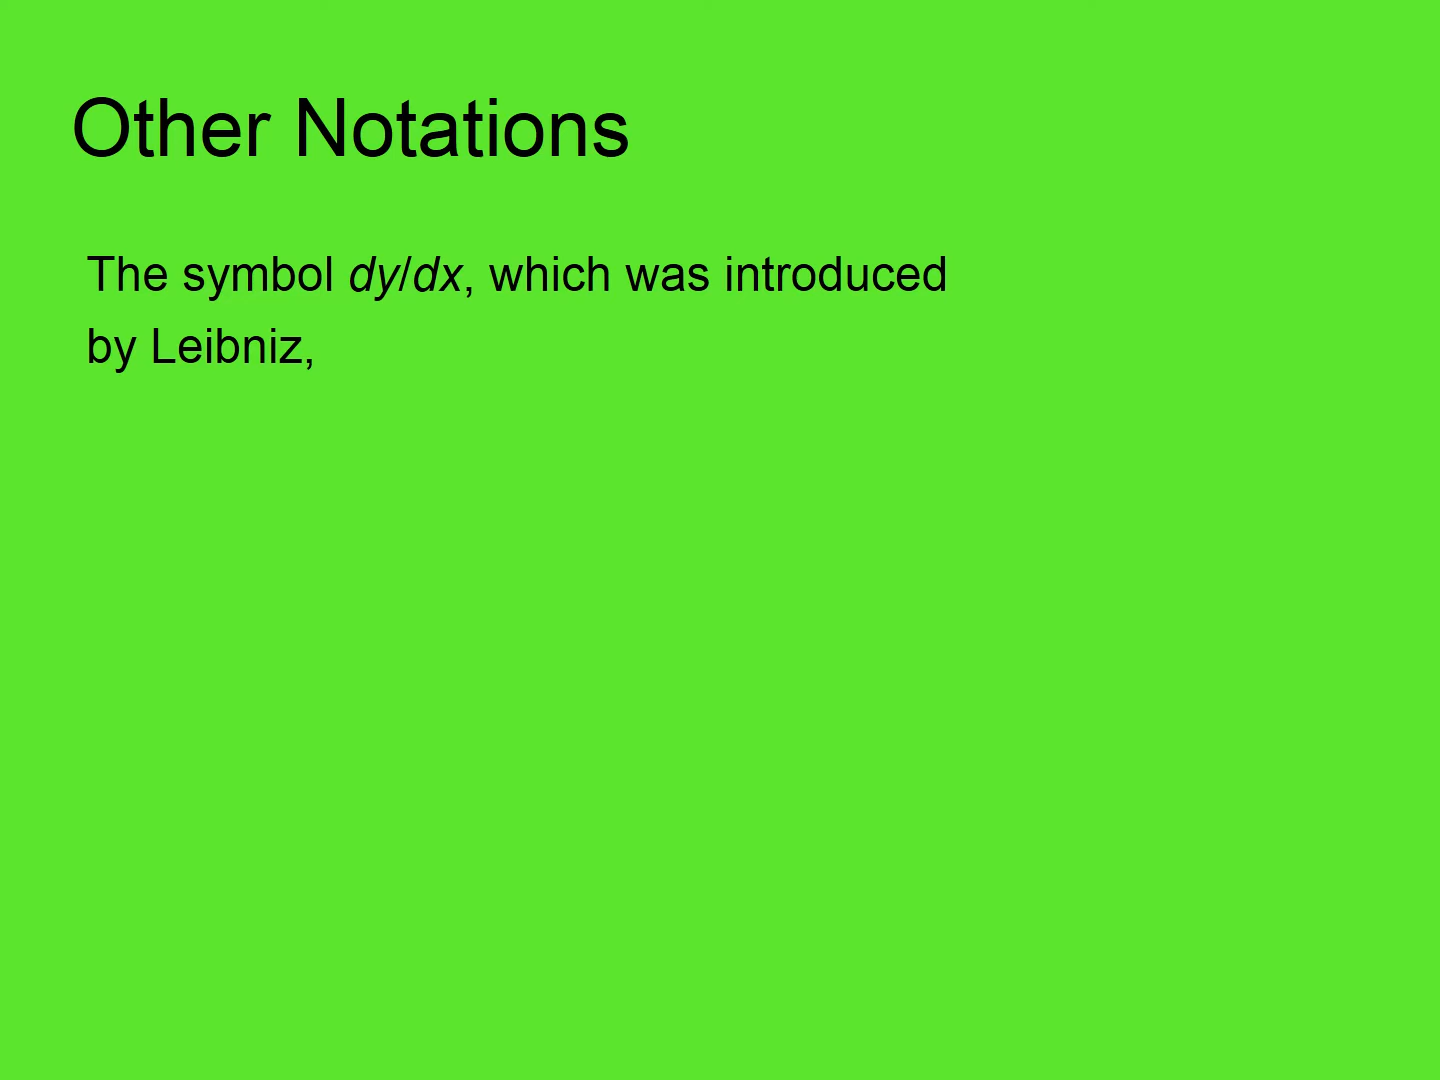 Other Notations
The symbol dy/dx, which was introduced
by Leibniz,